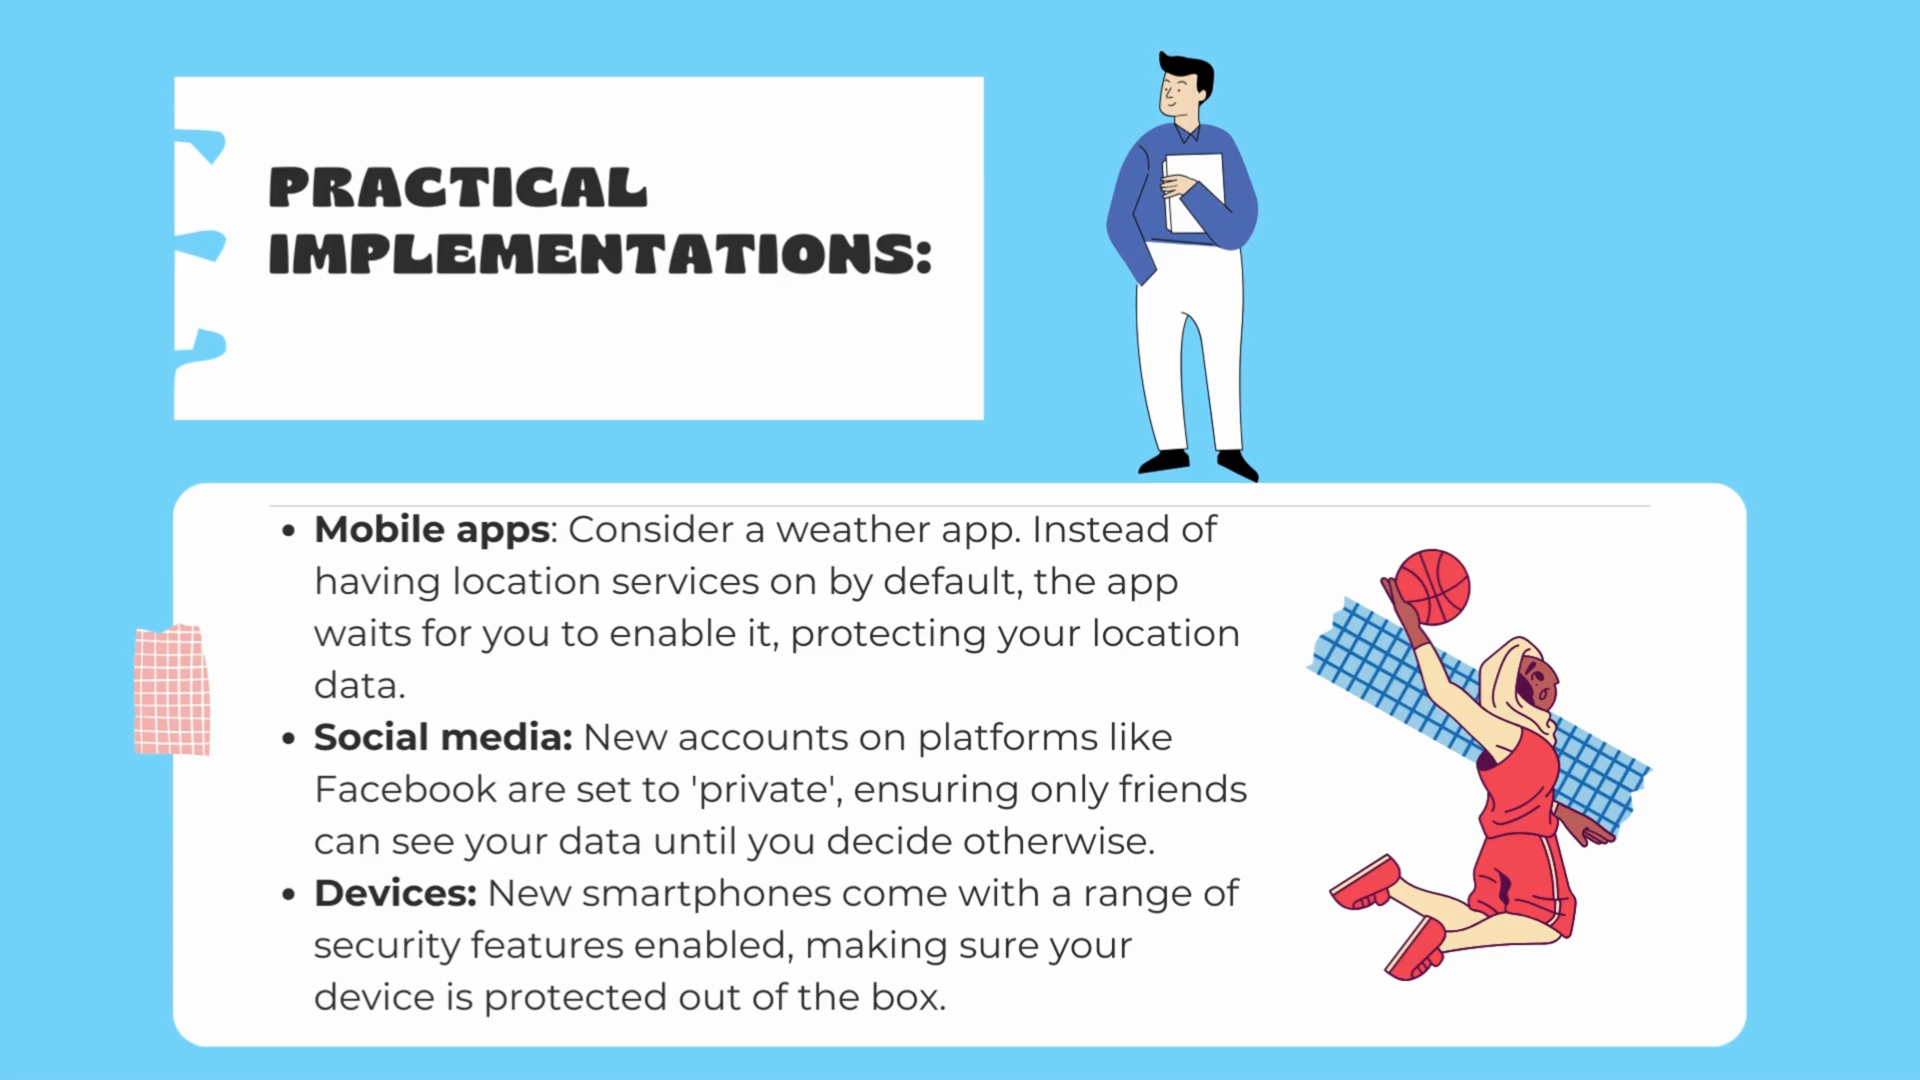 PRACTICAL
IMPLEMENTATIONS:
• Mobile apps: Consider a weather app. Instead of
having location services on by default, the app
waits for you to enable it, protecting your location
data.
• Social media: New accounts on platforms like
Facebook are set to 'private', ensuring only friends
can see your data until you decide otherwise.
• Devices: New smartphones come with a range of
security features enabled, making sure your
device is protected out of the box.